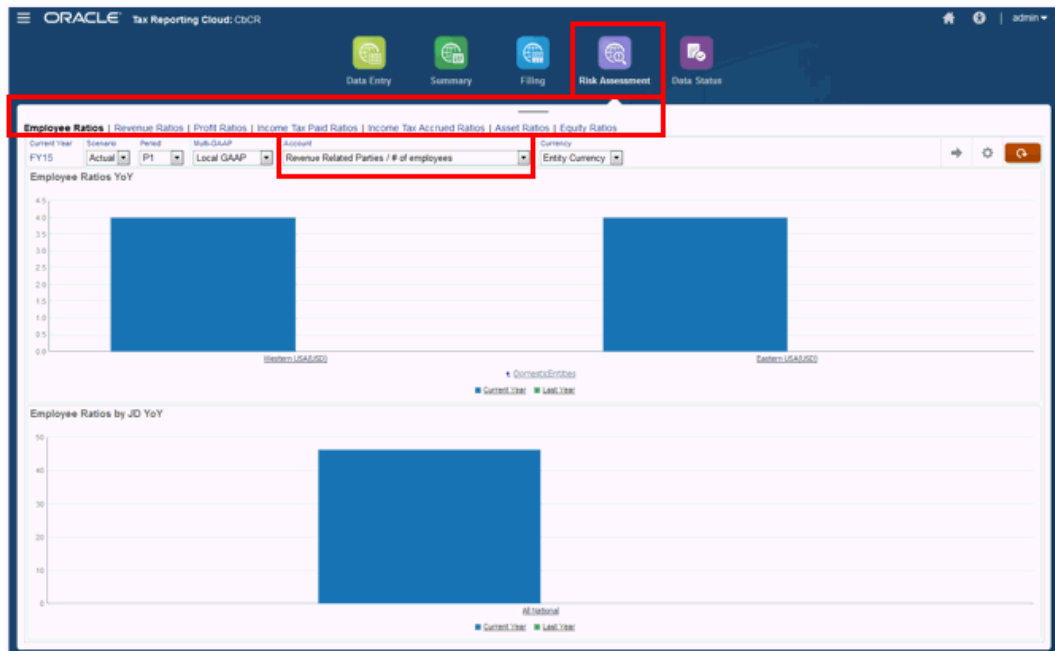 ORACLE Tax Reporting Cloud: CbCR admin
Data Entry Summary Filing Risk Assessment Data Status
Employee Ratios | Revenue Ratios | Profit Ratios | Income Tax Paid Ratios | Income Tax Accrued Ratios | Asset Ratios | Equity Ratios
Current Year Scenario Period Multi-GAAP Account Currency
FY15 Actual P1 Local GAAP Revenue Related Parties / # of employees Entity Currency
Employee Ratios YoY
4.5
4.0
3.5
3.0
2.5
2.0
1.5
1.0
0.5
0.0
Western USA(USD) Eastern USA(USD)
DomesticEntities
Current Year Last Year
Employee Ratios by JD YoY
50
40
30
20
10
0
All National
Current Year Last Year